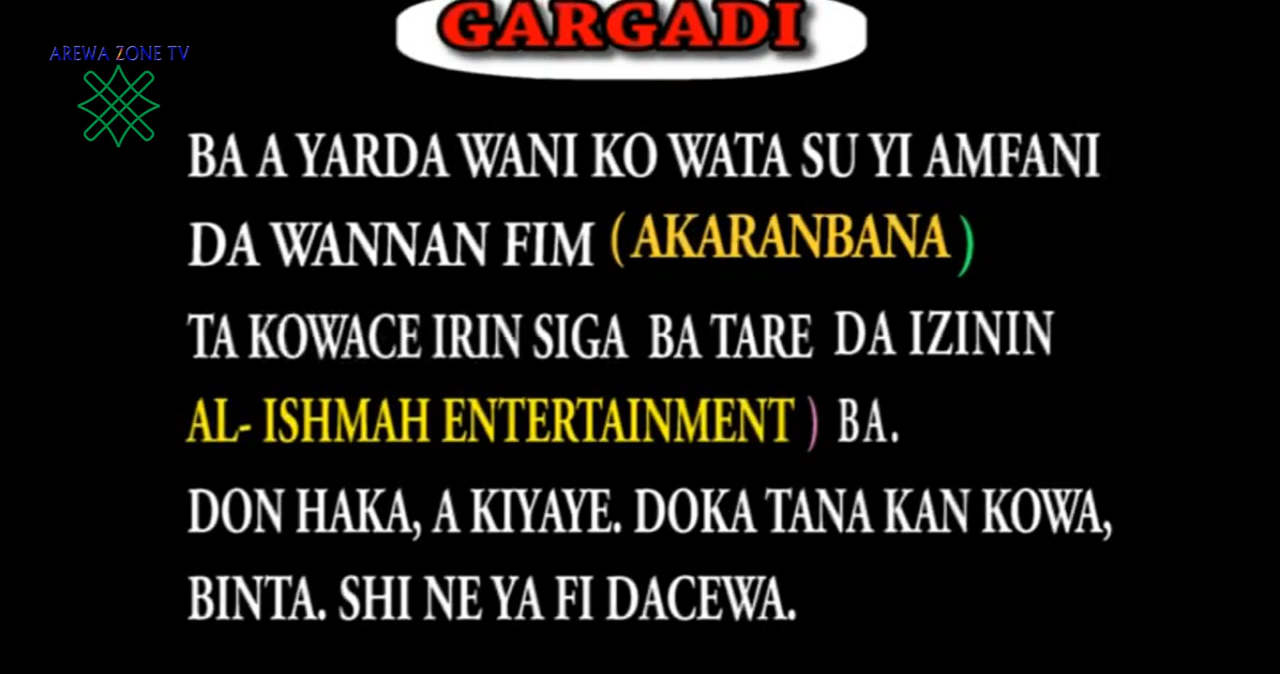 GARGADI
AREWA ZONE TV
BA A YARDA WANI KO WATA SU YI AMFANI
DA WANNAN FIM (AKARANBANA)
TA KOWACE IRIN SIGA BA TARE DA IZININ
AL- ISHMAH ENTERTAINMENT) BA.
DON HAKA, A KIYAYE. DOKA TANA KAN KOWA,
BINTA. SHI NE YA FI DACEWA.